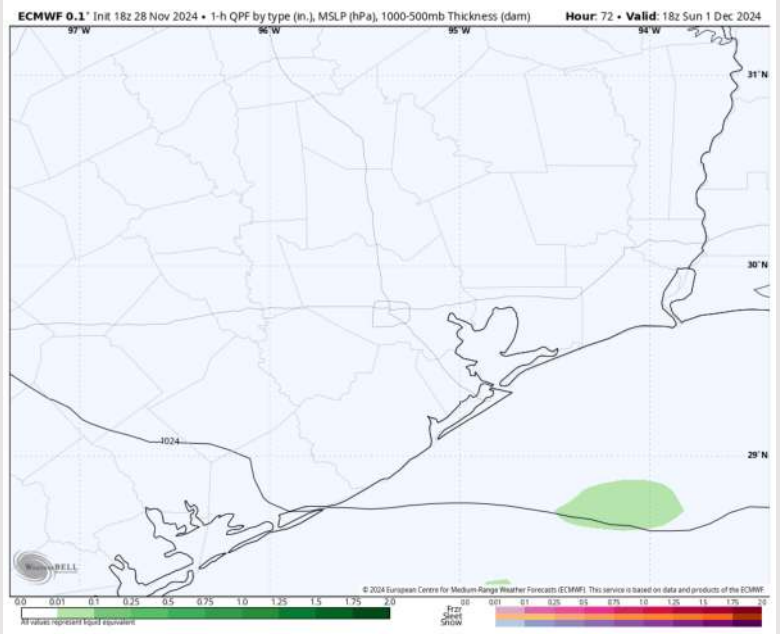 ECMWF 0.1° Init 18z 28 Nov 2024 • 1-h QPF by type (in.), MSLP (hPa), 1000-500mb Thickness (dam) Hour: 72 • Valid: 18z Sun 1 Dec 2024
97°W 96°W 95°W 94°W
31°N
30°N
1024
29°N
WeatherBELL
© 2024 European Centre for Medium-Range Weather Forecasts (ECMWF). This service is based on data and products of the ECMWF
0.0 0.01 0.1 0.25 0.5 0.75 1.0 1.25 1.5 1.75 2.0
0.0 0.01 0.1 0.25 0.5 0.75 1.0 1.25 1.5 1.75 2.0
All values represent liquid equivalent
Frzr
Sleet
Snow